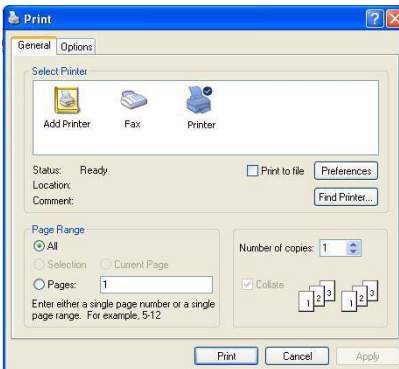 Print
General Options
Select Printer
Add Printer Fax Printer
Status: Ready
Location:
Comment:
Print to file Preferences
Find Printer...
Page Range
All
Selection Current Page
Pages: 1
Enter either a single page number or a single
page range. For example, 5-12
Number of copies: 1
Collate
1 2 3 1 2 3
Print Cancel Apply